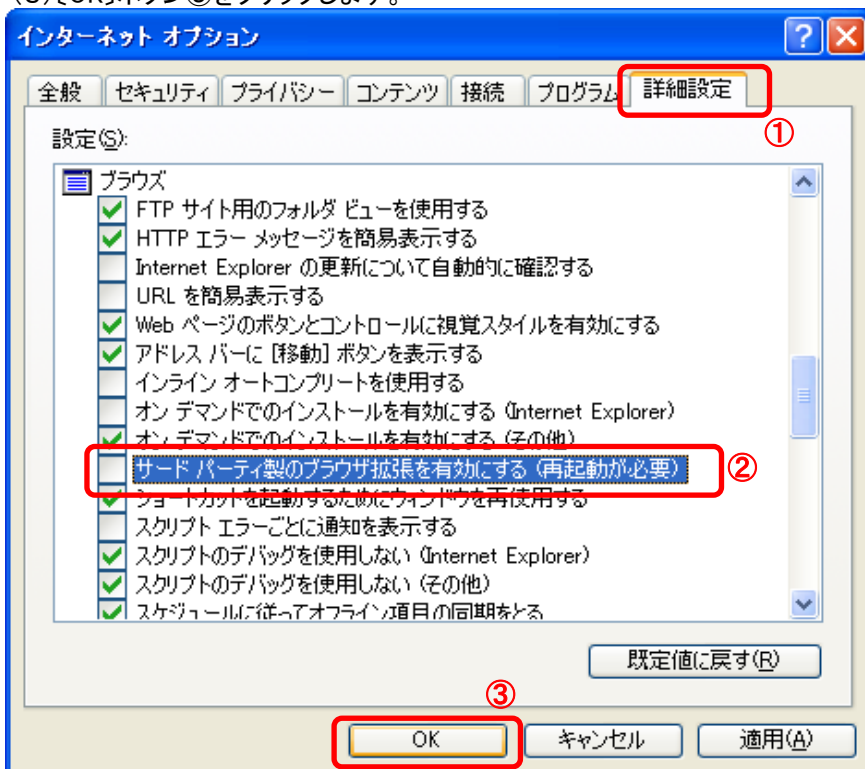 (3) [OK]ボタン③をクリックします。
インターネット オプション
全般 セキュリティ プライバシー コンテンツ 接続 プログラム 詳細設定
①
設定(S):
ブラウズ
FTP サイト用のフォルダ ビューを使用する
HTTP エラー メッセージを簡易表示する
Internet Explorer の更新について自動的に確認する
URL を簡易表示する
Web ページのボタンとコントロールに視覚スタイルを有効にする
アドレス バーに [移動] ボタンを表示する
インライン オートコンプリートを使用する
オン デマンドでのインストールを有効にする (Internet Explorer)
オン デマンドでのインストールを有効にする (その他)
サード パーティ製のブラウザ拡張を有効にする (再起動が必要) ②
ショートカットを起動するためにウィンドウを再使用する
スクリプト エラーごとに通知を表示する
スクリプトのデバッグを使用しない (Internet Explorer)
スクリプトのデバッグを使用しない (その他)
スケジュールに従ってオフライン項目の同期をとる
既定値に戻す(R)
③
OK キャンセル 適用(A)